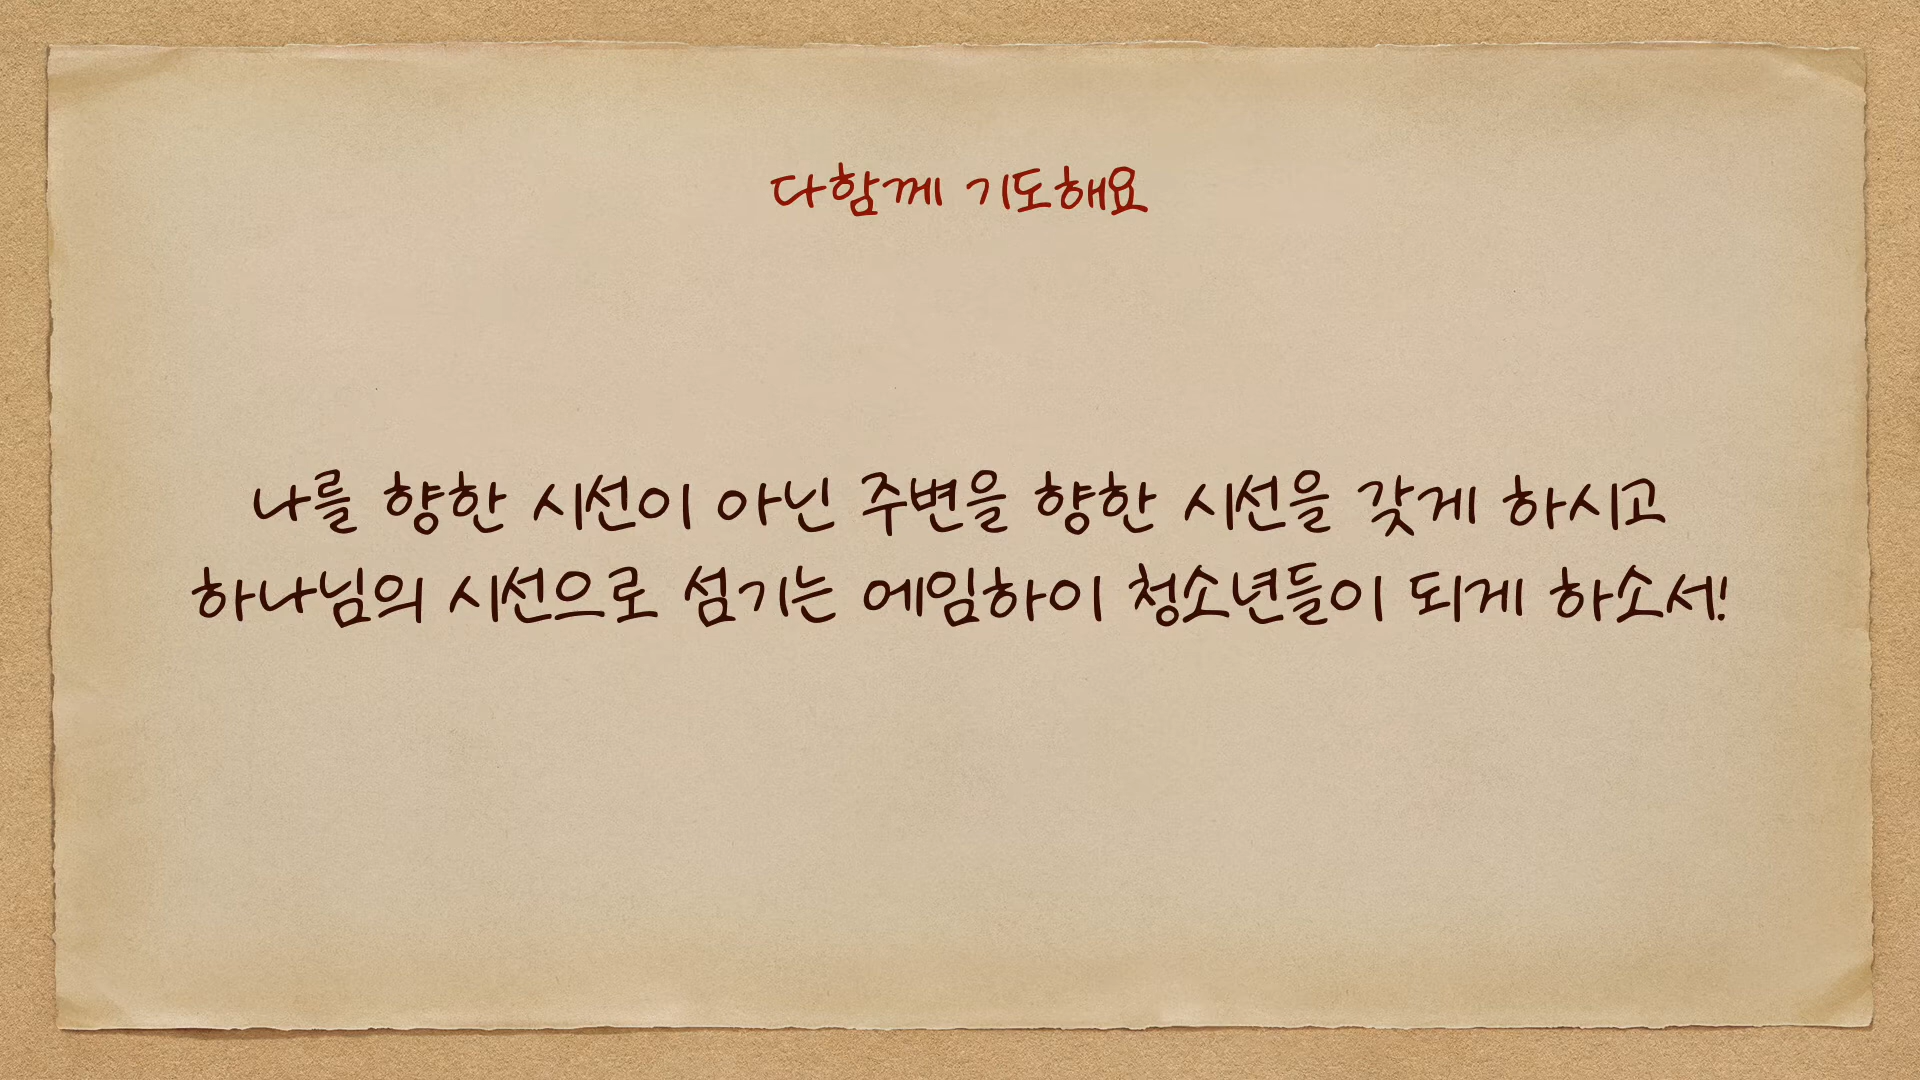 다함께 기도해요
나를 향한 시선이 아닌 주변을 향한 시선을 갖게 하시고
하나님의 시선으로 섬기는 에임하이 청소년들이 되게 하소서!